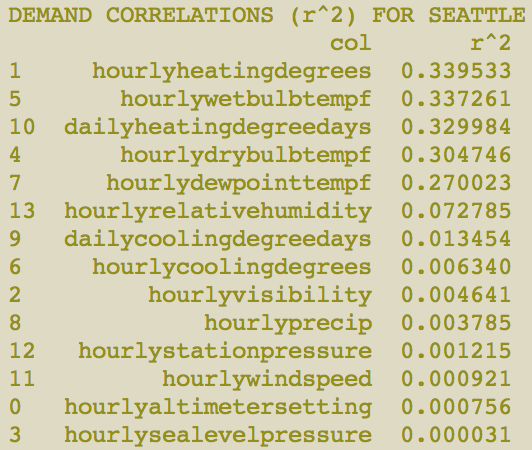 DEMAND CORRELATIONS (r^2) FOR SEATTLE
col r^2
1 hourlyheatingdegrees 0.339533
5 hourlywetbulbtempf 0.337261
10 dailyheatingdegreedays 0.329984
4 hourlydrybulbtempf 0.304746
7 hourlydewpointtempf 0.270023
13 hourlyrelativehumidity 0.072785
9 dailycoolingdegreedays 0.013454
6 hourlycoolingdegrees 0.006340
2 hourlyvisibility 0.004641
8 hourlyprecip 0.003785
12 hourlystationpressure 0.001215
11 hourlywindspeed 0.000921
0 hourlyaltimetersetting 0.000756
3 hourlysealevelpressure 0.000031